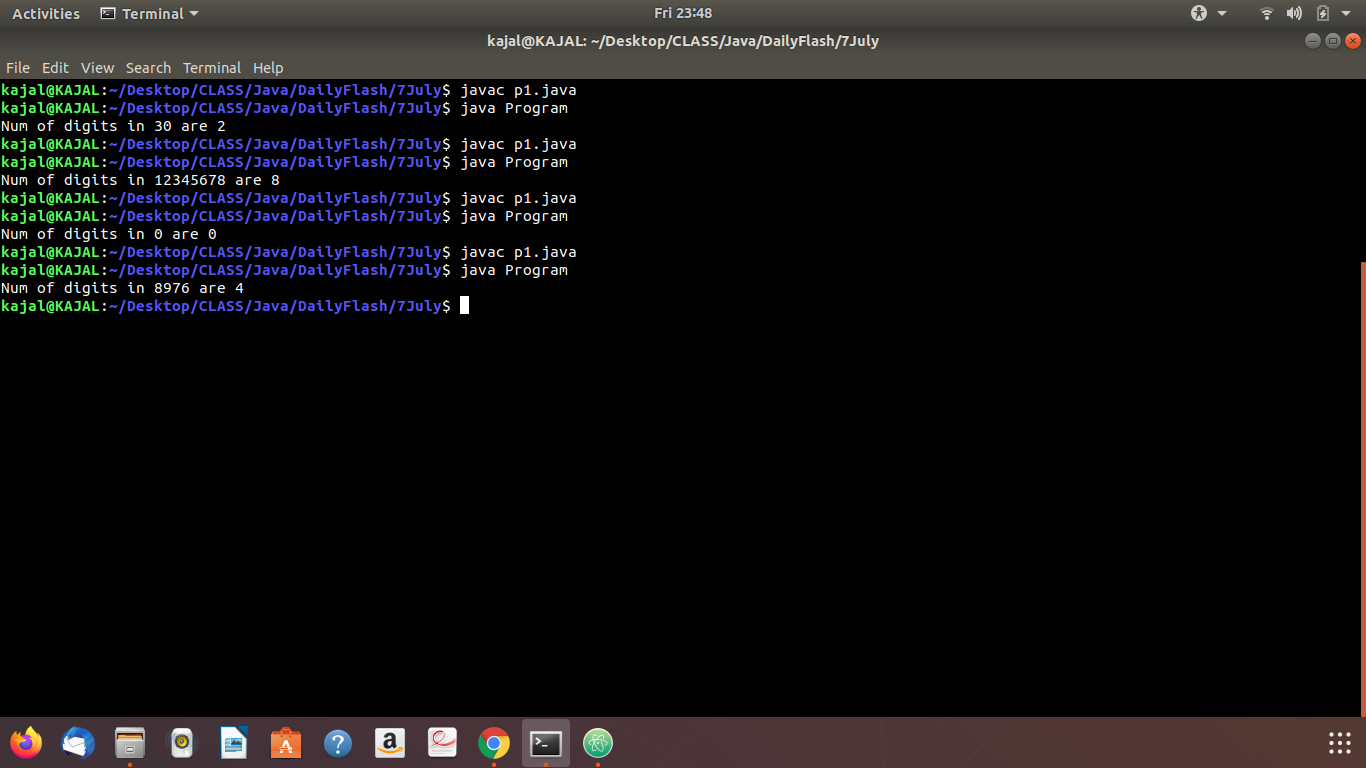 Activities Terminal Fri 23:48
kajal@KAJAL: ~/Desktop/CLASS/Java/DailyFlash/7July
File Edit View Search Terminal Help
kajal@KAJAL:~/Desktop/CLASS/Java/DailyFlash/7July$ javac p1.java
kajal@KAJAL:~/Desktop/CLASS/Java/DailyFlash/7July$ java Program
Num of digits in 30 are 2
kajal@KAJAL:~/Desktop/CLASS/Java/DailyFlash/7July$ javac p1.java
kajal@KAJAL:~/Desktop/CLASS/Java/DailyFlash/7July$ java Program
Num of digits in 12345678 are 8
kajal@KAJAL:~/Desktop/CLASS/Java/DailyFlash/7July$ javac p1.java
kajal@KAJAL:~/Desktop/CLASS/Java/DailyFlash/7July$ java Program
Num of digits in 0 are 0
kajal@KAJAL:~/Desktop/CLASS/Java/DailyFlash/7July$ javac p1.java
kajal@KAJAL:~/Desktop/CLASS/Java/DailyFlash/7July$ java Program
Num of digits in 8976 are 4
kajal@KAJAL:~/Desktop/CLASS/Java/DailyFlash/7July$